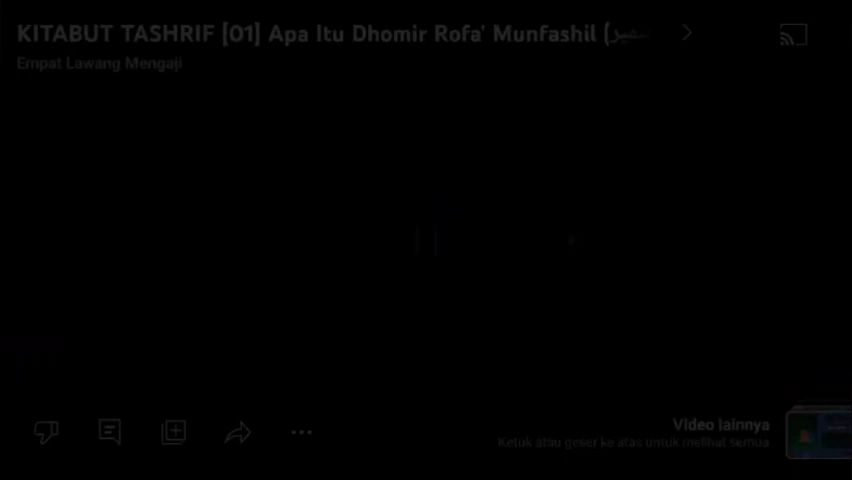 KITABUT TASHRIF [01] Apa Itu Dhomir Rofa' Munfashil (ضمير
Empat Lawang Mengaji
Video lainnya
Ketuk atau geser ke atas untuk melihat semua